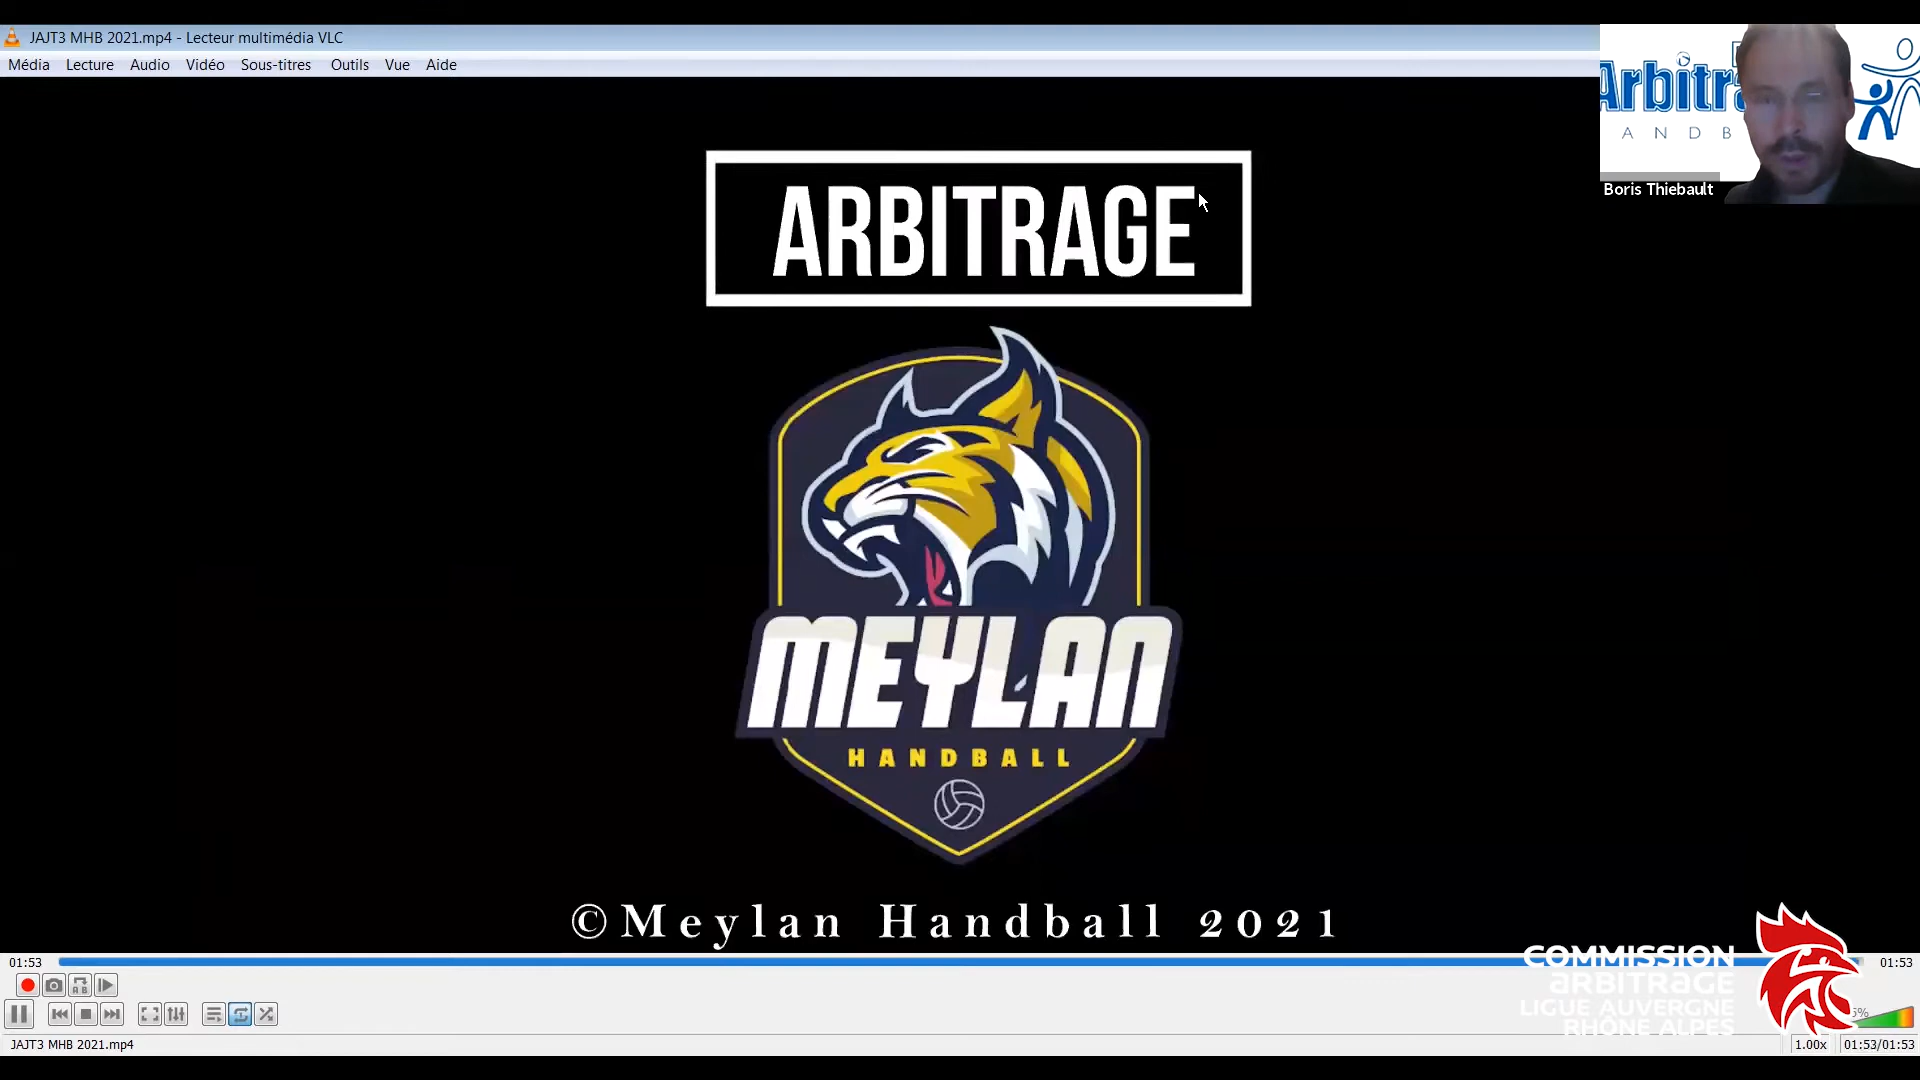 JAJT3 MHB 2021.mp4 - Lecteur multimédia VLC
Média Lecture Audio Vidéo Sous-titres Outils Vue Aide
HANDB
Boris Thiebault
ARBITRAGE
MEYLAN
HANDBALL
©Meylan Handball 2021
01:53
01:53
COMMISSION
ARBITRAGE
LIGUE AUVERGNE
RHÔNE ALPES
JAJT3 MHB 2021.mp4
1.00x
01:53/01:53